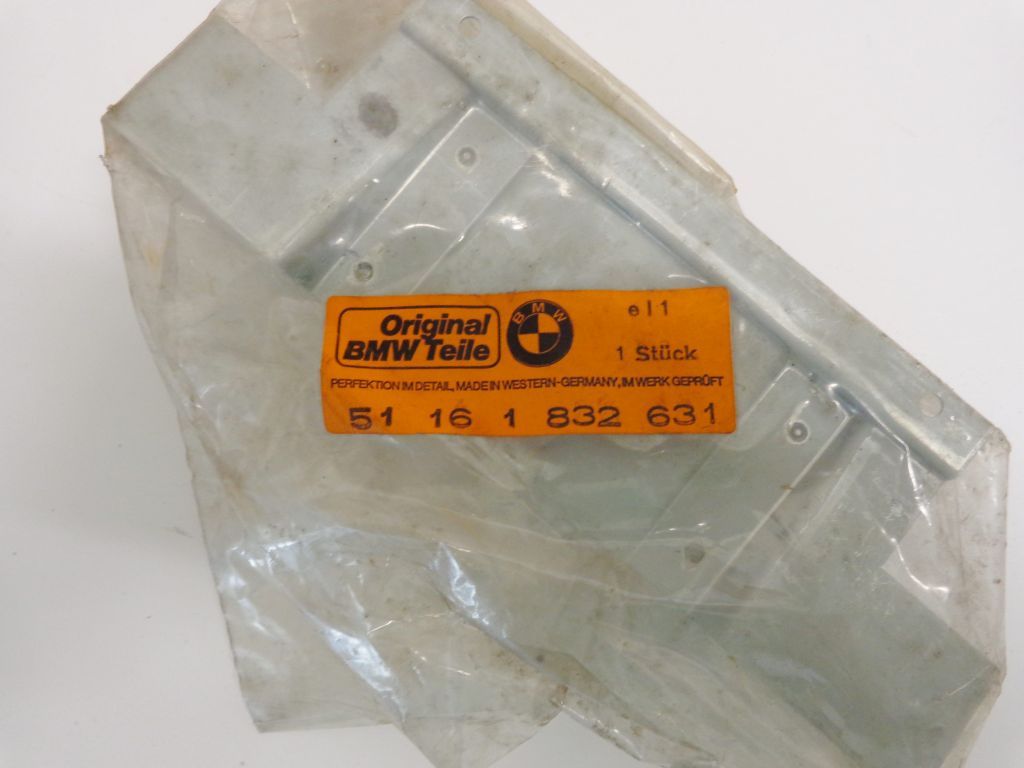 Original
BMW Teile
BMW
e11
1 Stück
PERFEKTION IM DETAIL, MADE IN WESTERN-GERMANY, IM WERK GEPRÜFT
51 16 1 832 631